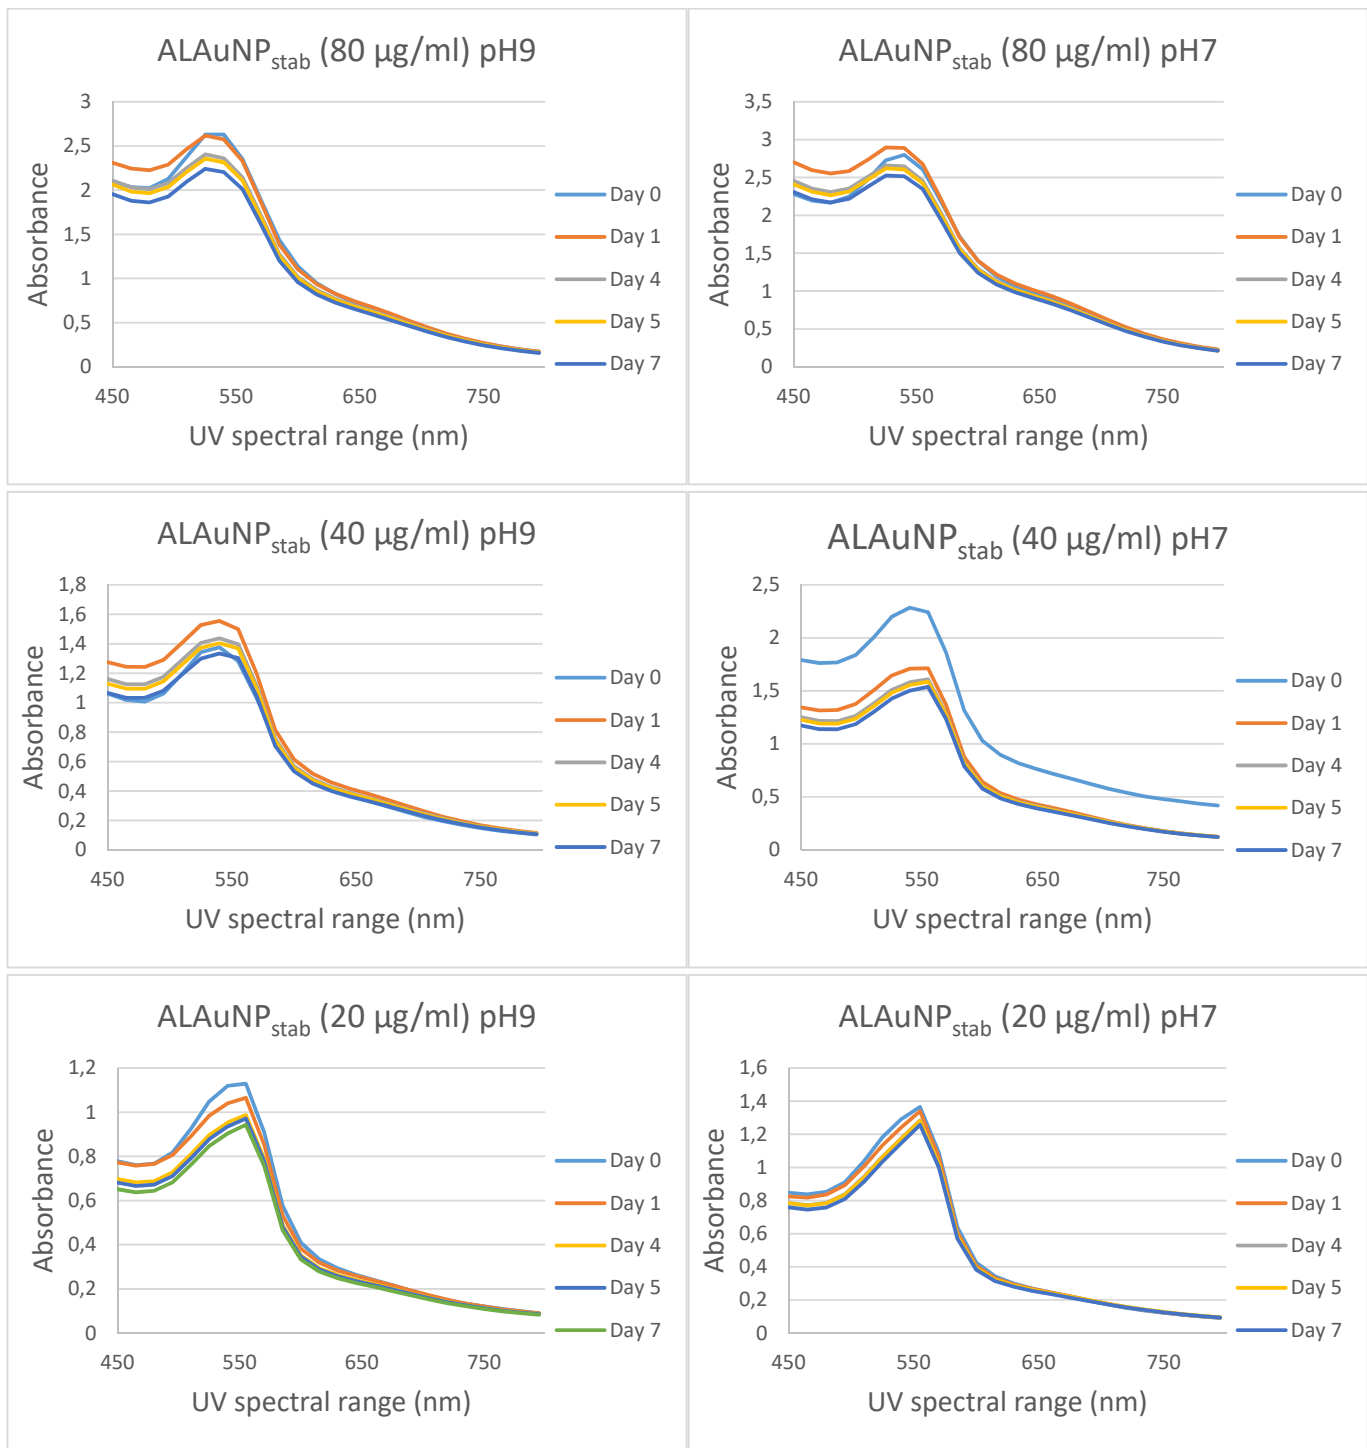 ALAuNPstab (80 µg/ml) pH9
3
2,5
2
1,5
1
0,5
0
Absorbance
450
550
650
750
UV spectral range (nm)
Day 0
Day 1
Day 4
Day 5
Day 7
ALAuNPstab (80 µg/ml) pH7
3,5
3
2,5
2
1,5
1
0,5
0
Absorbance
450
550
650
750
UV spectral range (nm)
Day 0
Day 1
Day 4
Day 5
Day 7
ALAuNPstab (40 µg/ml) pH9
1,8
1,6
1,4
1,2
1
0,8
0,6
0,4
0,2
0
Absorbance
450
550
650
750
UV spectral range (nm)
Day 0
Day 1
Day 4
Day 5
Day 7
ALAuNPstab (40 µg/ml) pH7
2,5
2
1,5
1
0,5
0
Absorbance
450
550
650
750
UV spectral range (nm)
Day 0
Day 1
Day 4
Day 5
Day 7
ALAuNPstab (20 µg/ml) pH9
1,2
1
0,8
0,6
0,4
0,2
0
Absorbance
450
550
650
750
UV spectral range (nm)
Day 0
Day 1
Day 4
Day 5
Day 7
ALAuNPstab (20 µg/ml) pH7
1,6
1,4
1,2
1
0,8
0,6
0,4
0,2
0
Absorbance
450
550
650
750
UV spectral range (nm)
Day 0
Day 1
Day 4
Day 5
Day 7